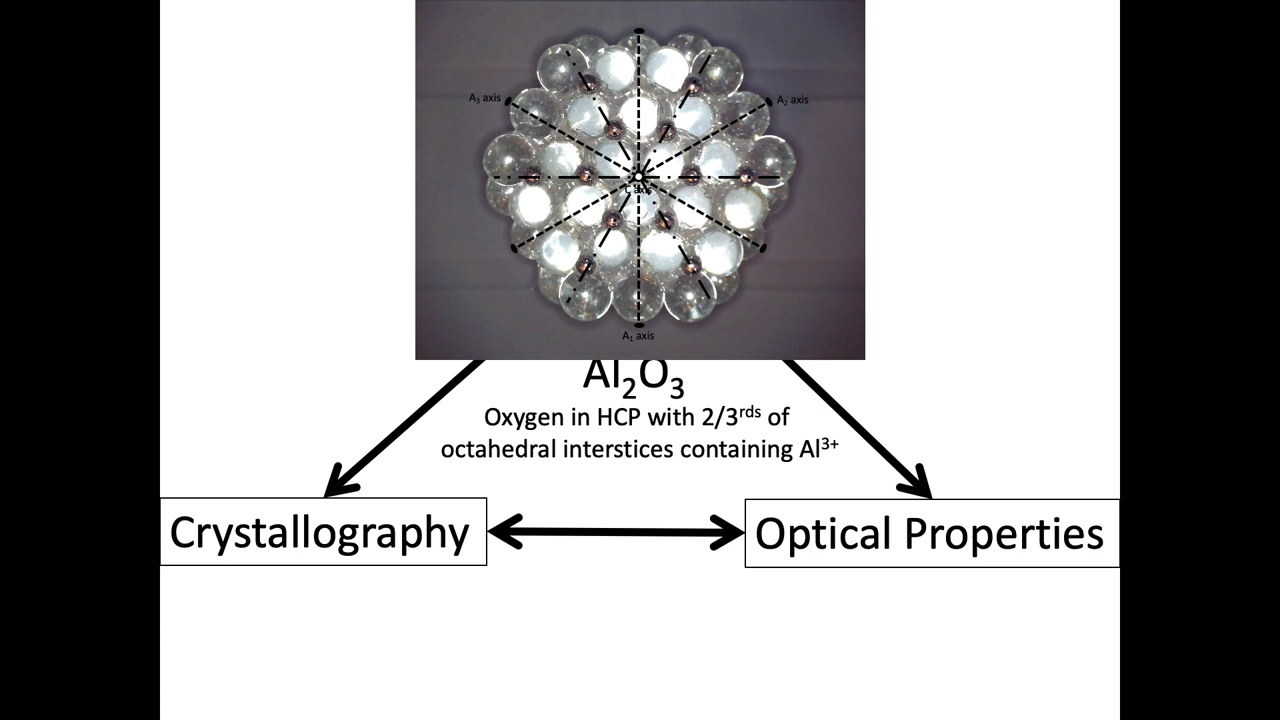 A₃ axis
A₂ axis
C axis
A₁ axis
Al₂O₃
Oxygen in HCP with 2/3ʳᵈˢ of
octahedral interstices containing Al³⁺
Crystallography
Optical Properties